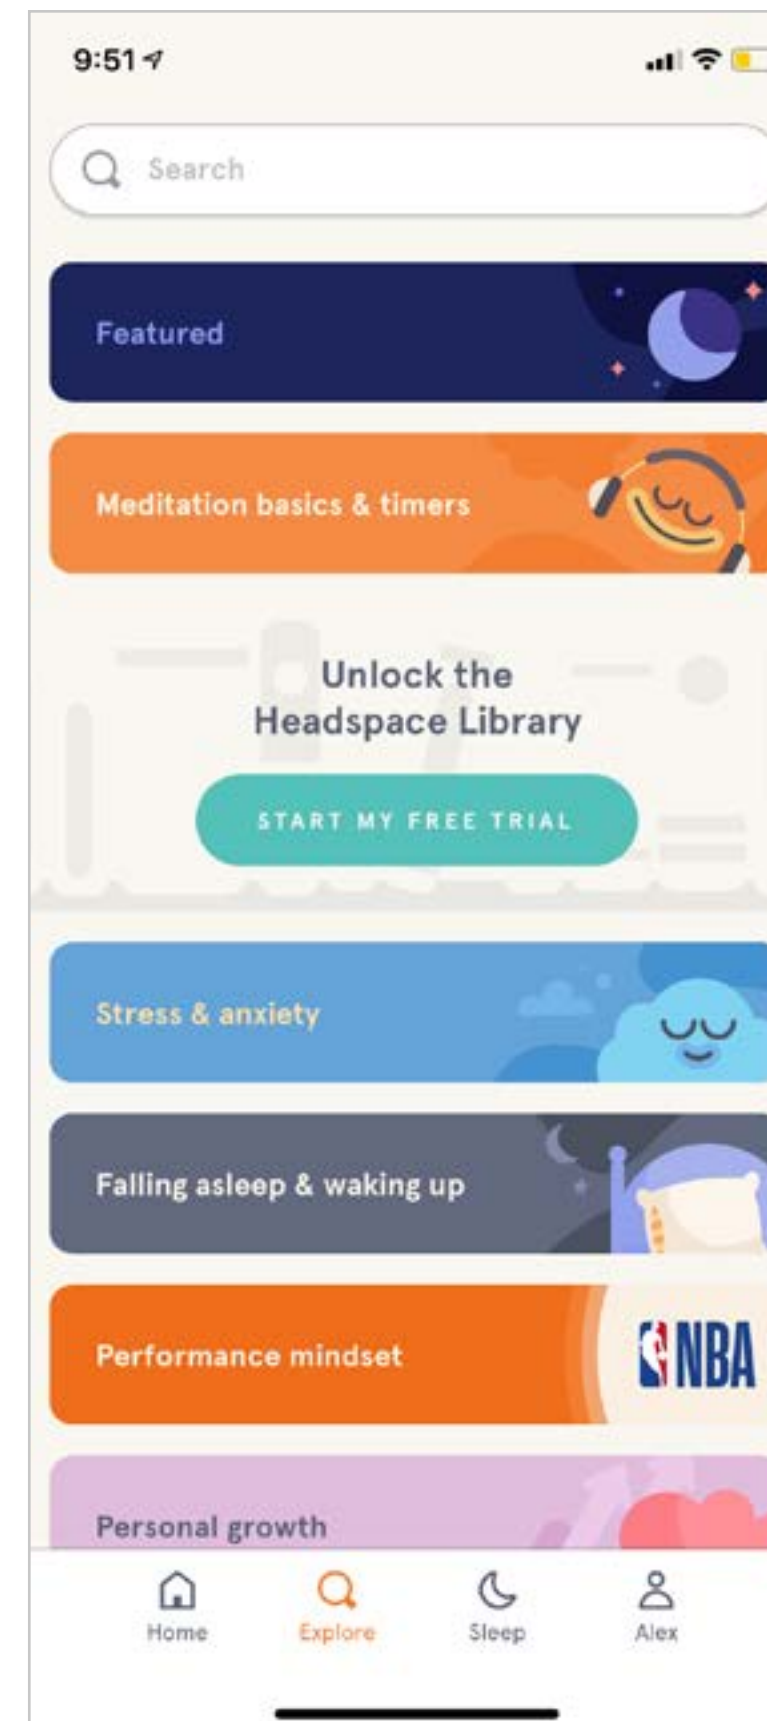 9:51
Search
Featured
Meditation basics & timers
Unlock the
Headspace Library
START MY FREE TRIAL
Stress & anxiety
Falling asleep & waking up
Performance mindset
NBA
Personal growth
Home Explore Sleep Alex